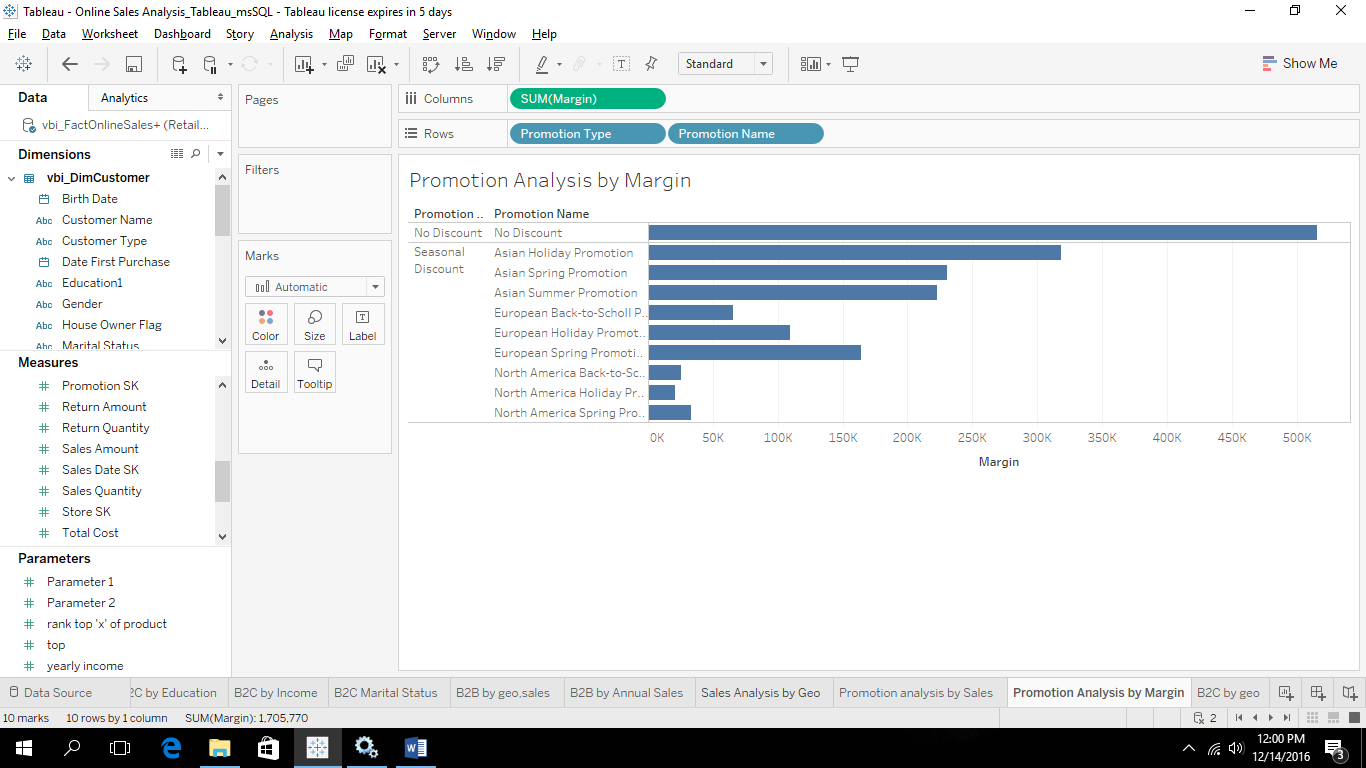 Tableau - Online Sales Analysis_Tableau_msSQL - Tableau license expires in 5 days
File Data Worksheet Dashboard Story Analysis Map Format Server Window Help
Standard Show Me
Data Analytics
vbi_FactOnlineSales+ (Retail...
Dimensions
vbi_DimCustomer
Birth Date
Abc Customer Name
Abc Customer Type
Date First Purchase
Abc Education1
Abc Gender
Abc House Owner Flag
Abc Marital Status
Measures
Promotion SK
Return Amount
Return Quantity
Sales Amount
Sales Date SK
Sales Quantity
Store SK
Total Cost
Parameters
Parameter 1
Parameter 2
rank top 'x' of product
top
yearly income
Pages
Filters
Marks
Automatic
Color Size Label
Detail Tooltip
Columns SUM(Margin)
Rows Promotion Type Promotion Name
Promotion Analysis by Margin
Promotion .. Promotion Name
No Discount No Discount
Seasonal Discount Asian Holiday Promotion
Asian Spring Promotion
Asian Summer Promotion
European Back-to-Scholl P..
European Holiday Promot..
European Spring Promoti..
North America Back-to-Sc..
North America Holiday Pr..
North America Spring Pro..
0K 50K 100K 150K 200K 250K 300K 350K 400K 450K 500K
Margin
Data Source 2C by Education B2C by Income B2C Marital Status B2B by geo,sales B2B by Annual Sales Sales Analysis by Geo Promotion analysis by Sales Promotion Analysis by Margin B2C by geo
10 marks 10 rows by 1 column SUM(Margin): 1,705,770 2
12:00 PM
12/14/2016
3